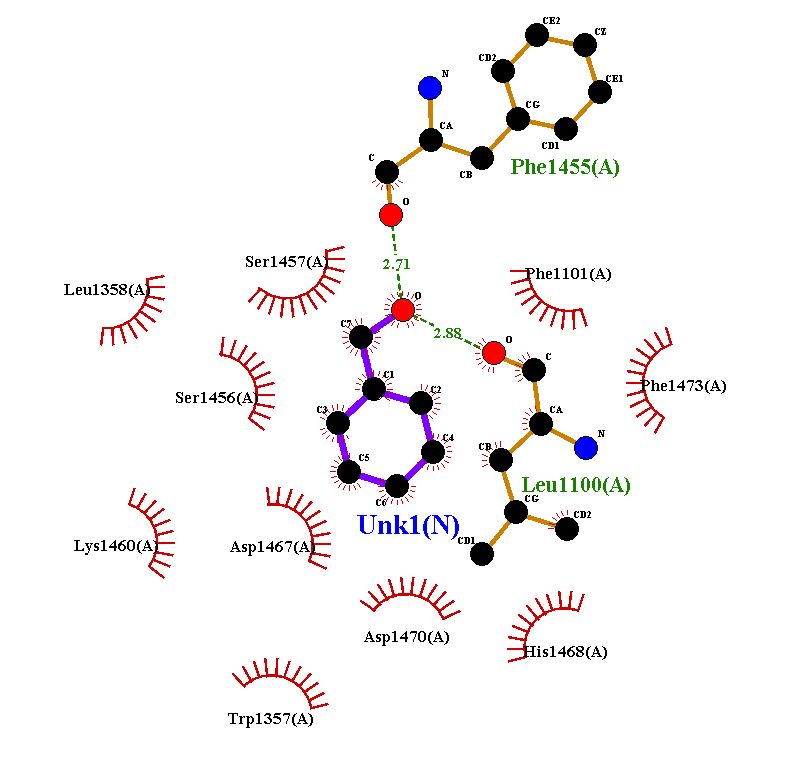 CE2
CZ
CD2
N
CE1
CG
CA
CD1
CB
C
Phe1455(A)
O
Ser1457(A)
2.71
Phe1101(A)
Leu1358(A)
O
C7
2.88
O
C
C1
Phe1473(A)
C2
Ser1456(A)
C3
CA
N
C4
CB
C5
Leu1100(A)
C6
CG
CD2
Unk1(N)
CD1
Lys1460(A)
Asp1467(A)
Asp1470(A)
His1468(A)
Trp1357(A)